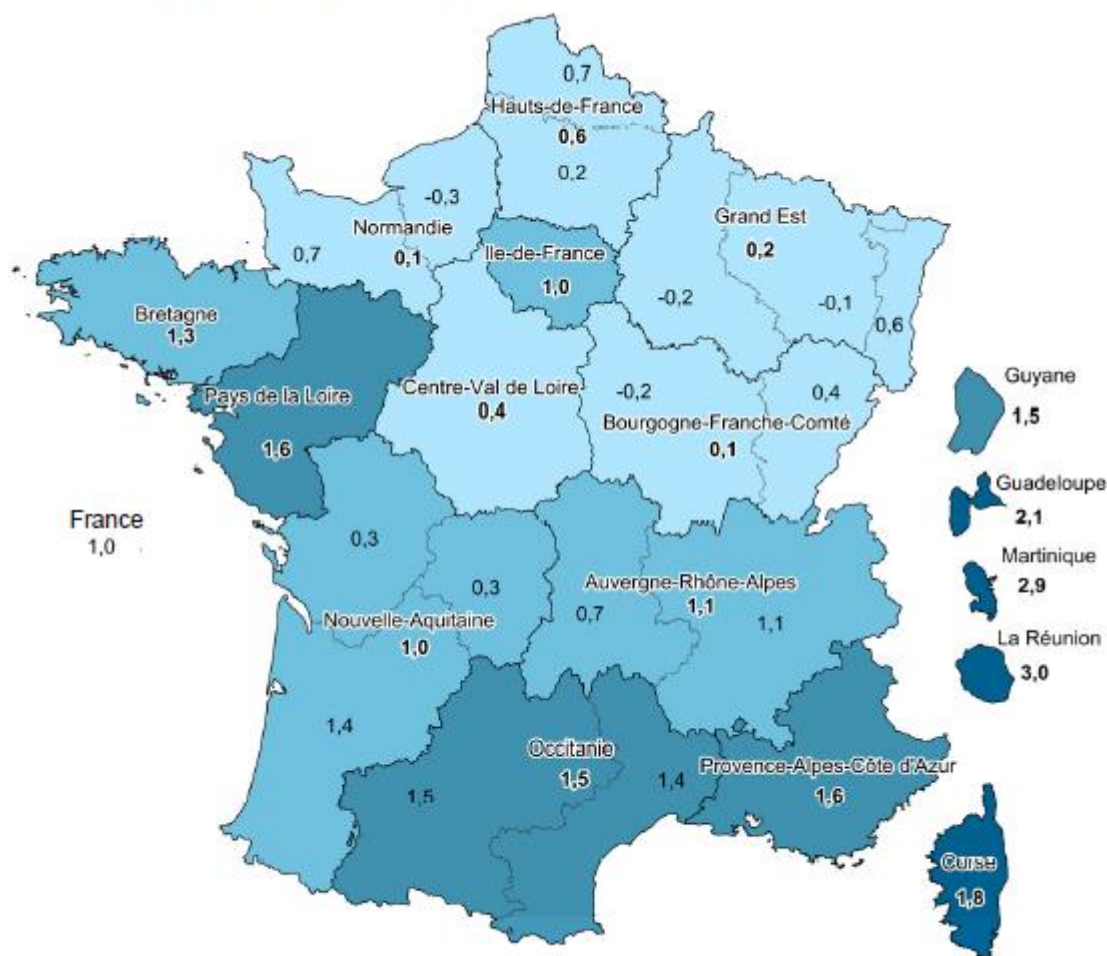 0,7
Hauts-de-France
0,6
0,2
-0,3
Normandie
0,7
0,1
Ile-de-France
1,0
Grand Est
0,2
-0,2
-0,1
0,6
Bretagne
1,3
Pays de la Loire
1,6
Centre-Val de Loire
0,4
-0,2
0,4
Bourgogne-Franche-Comté
0,1
Guyane
1,5
Guadeloupe
2,1
Martinique
2,9
La Réunion
3,0
France
1,0
0,3
0,3
Nouvelle-Aquitaine
1,0
1,4
Auvergne-Rhône-Alpes
1,1
0,7
1,1
Occitanie
1,5
1,5
1,4
Provence-Alpes-Côte d'Azur
1,6
Curse
1,8